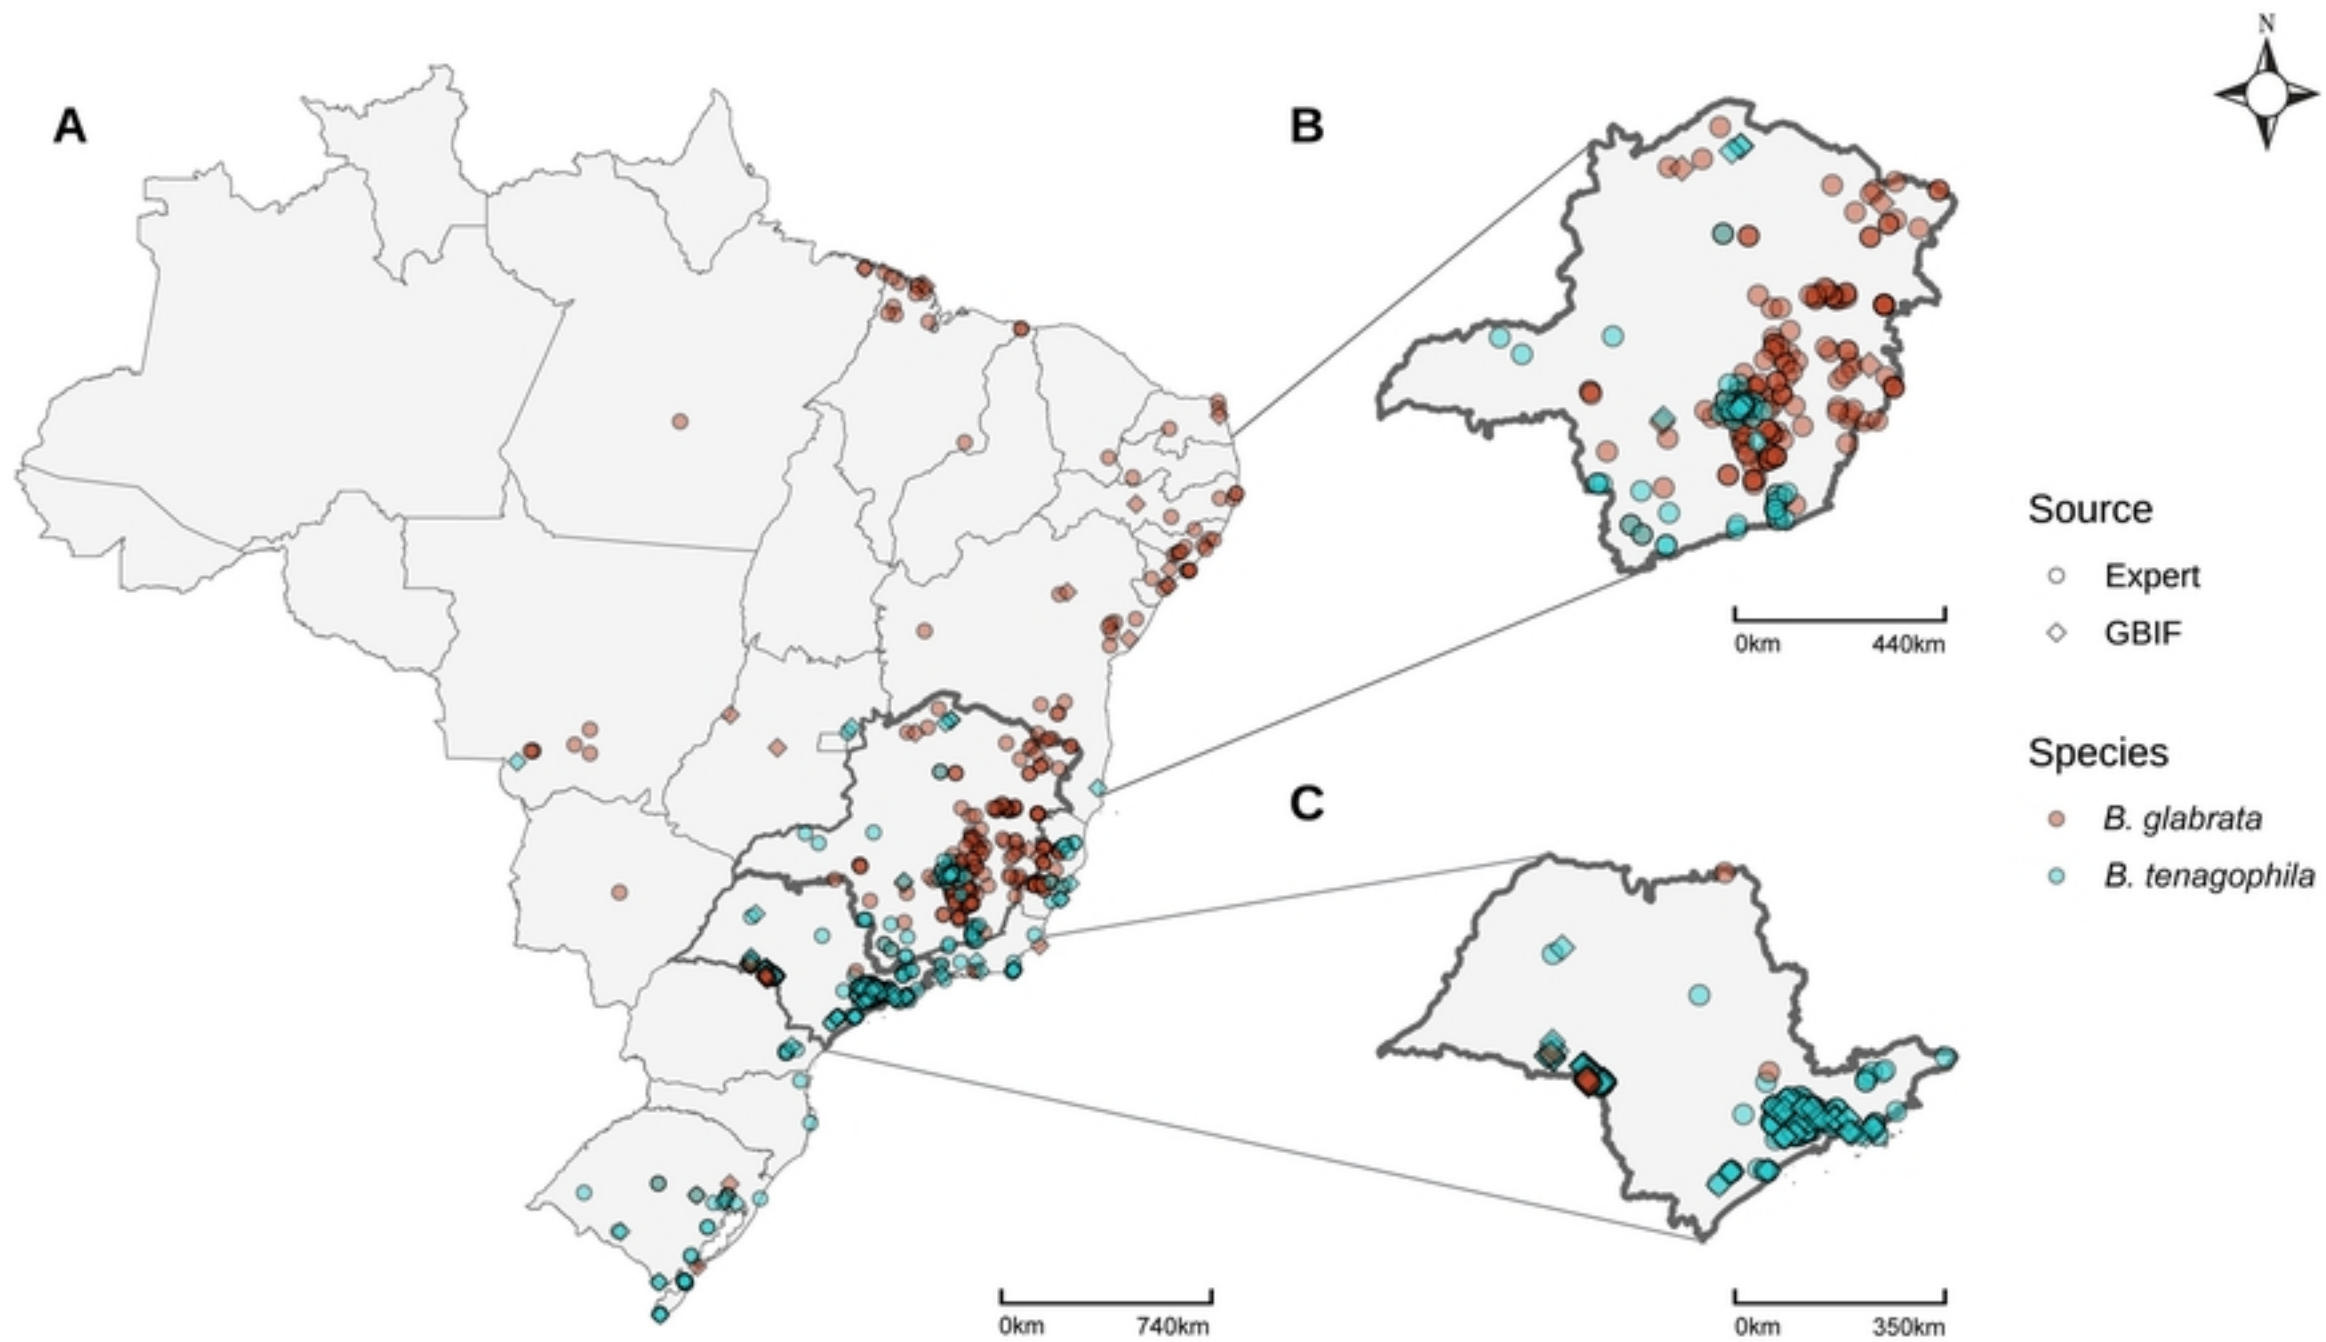 N
A
B
Source
Expert
GBIF
0km 440km
Species
B. glabrata
B. tenagophila
C
0km 740km
0km 350km